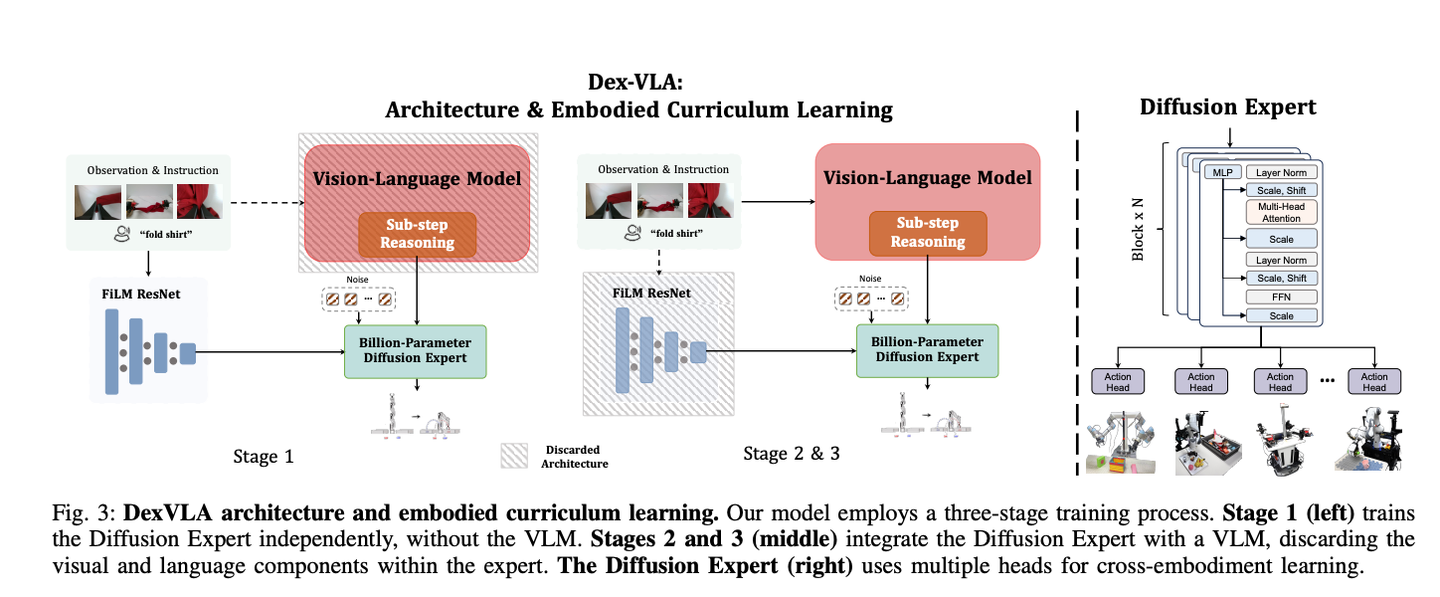 Dex-VLA:
Architecture & Embodied Curriculum Learning
Observation & Instruction
"fold shirt"
FiLM ResNet
Vision-Language Model
Sub-step
Reasoning
Noise
...
Billion-Parameter
Diffusion Expert
Stage 1
Discarded
Architecture
Observation & Instruction
"fold shirt"
FiLM ResNet
Vision-Language Model
Sub-step
Reasoning
Noise
...
Billion-Parameter
Diffusion Expert
Stage 2 & 3
Diffusion Expert
Block x N
MLP
Layer Norm
Scale, Shift
Multi-Head
Attention
Scale
Layer Norm
Scale, Shift
FFN
Scale
Action
Head
Action
Head
Action
Head
...
Action
Head
Fig. 3: DexVLA architecture and embodied curriculum learning. Our model employs a three-stage training process. Stage 1 (left) trains
the Diffusion Expert independently, without the VLM. Stages 2 and 3 (middle) integrate the Diffusion Expert with a VLM, discarding the
visual and language components within the expert. The Diffusion Expert (right) uses multiple heads for cross-embodiment learning.